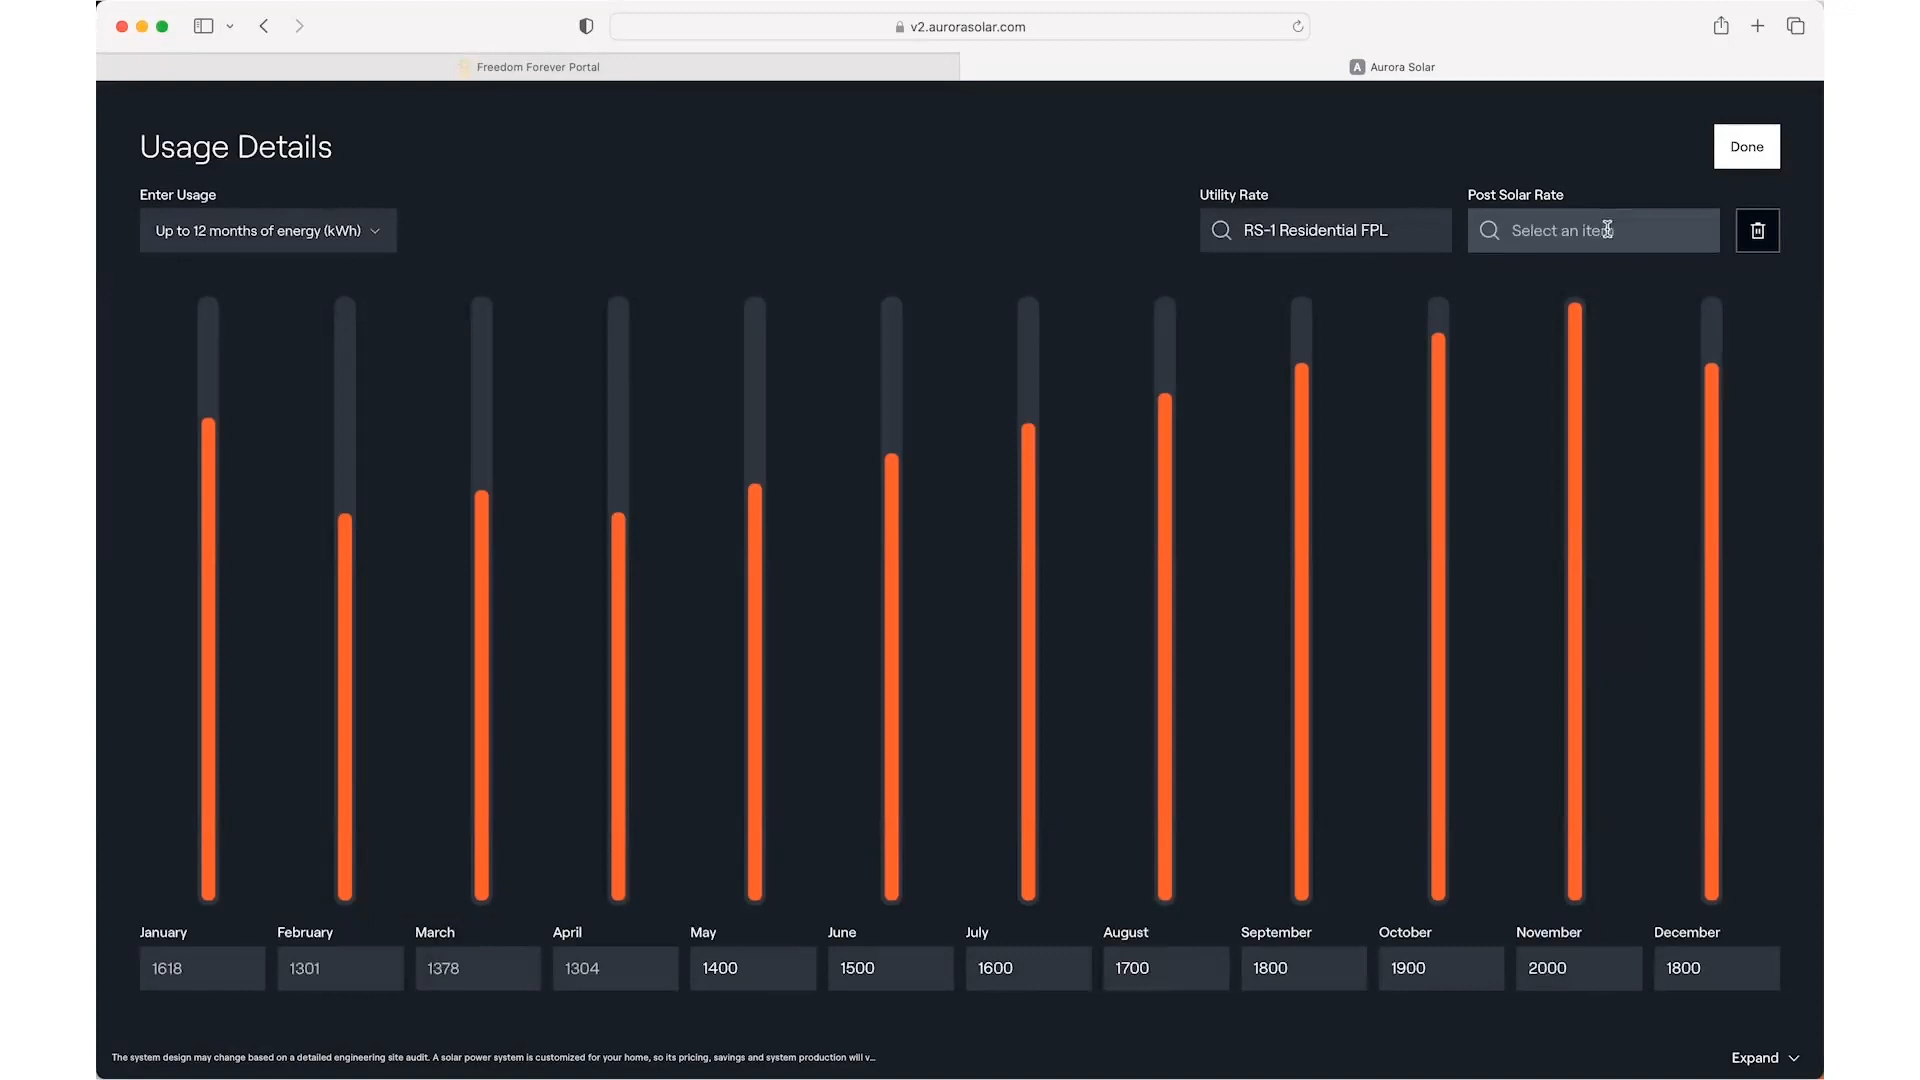 v2.aurorasolar.com
Freedom Forever Portal
A Aurora Solar
Usage Details
Done
Enter Usage
Utility Rate
Post Solar Rate
Up to 12 months of energy (kWh)
RS-1 Residential FPL
Select an item
January February March April May June July August September October November December
1618 1301 1378 1304 1400 1500 1600 1700 1800 1900 2000 1800
The system design may change based on a detailed engineering site audit. A solar power system is customized for your home, so its pricing, savings and system production will v...
Expand